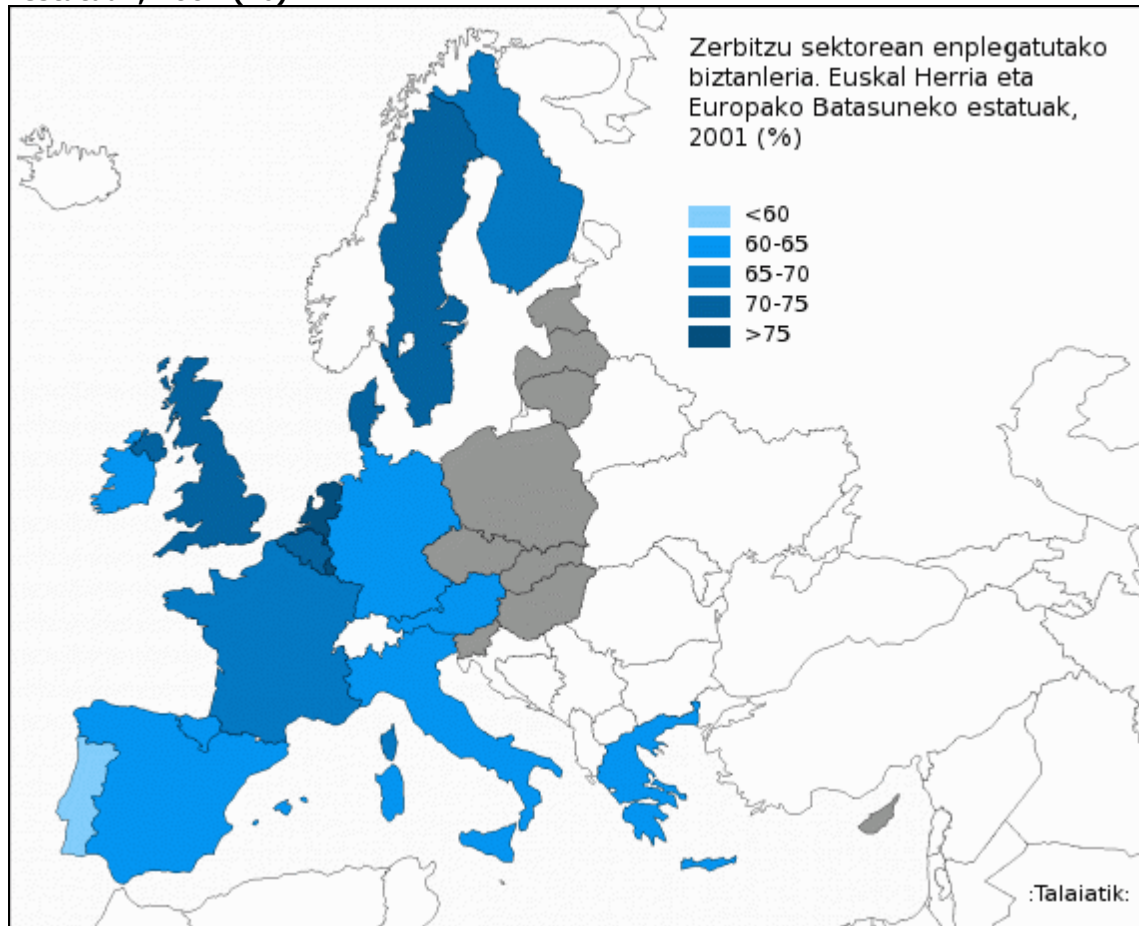 Zerbitzu sektorean enplegatutako
biztanleria. Euskal Herria eta
Europako Batasuneko estatuak,
2001 (%)
<60
60-65
65-70
70-75
>75
:Talaiatik: